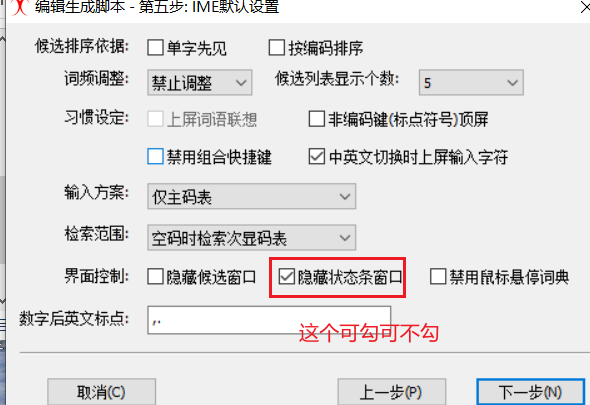 编辑生成脚本 - 第五步: IME默认设置
候选排序依据: 单字先见 按编码排序
词频调整: 禁止调整 候选列表显示个数: 5
习惯设定: 上屏词语联想 非编码键(标点符号)顶屏
禁用组合快捷键 中英文切换时上屏输入字符
输入方案: 仅主码表
检索范围: 空码时检索次显码表
界面控制: 隐藏候选窗口 隐藏状态条窗口 禁用鼠标悬停词典
数字后英文标点: ,.
这个可勾可不勾
取消(C) 上一步(P) 下一步(N)